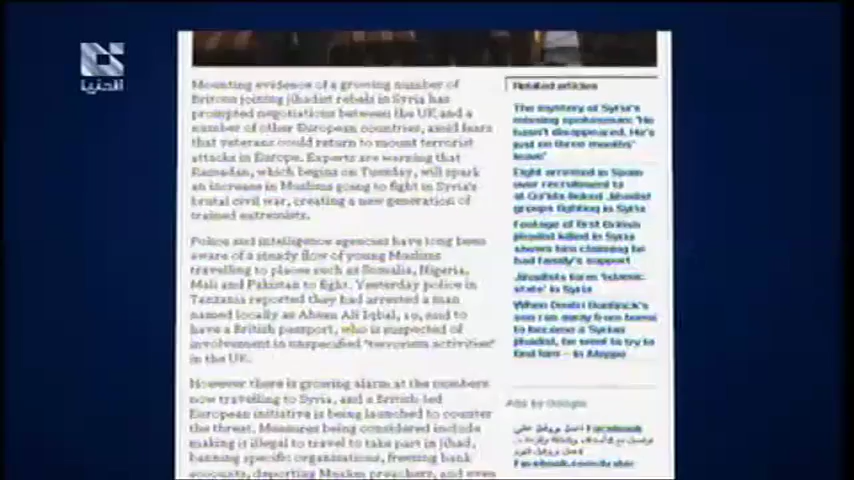 الدنيا
Mounting evidence of a growing number of
Britons joining jihadist rebels in Syria has
prompted negotiations between the UK and a
number of other European countries, amid fears
that veterans could return to mount terrorist
attacks in Europe. Experts are warning that
Ramadan, which begins on Tuesday, will spark
an increase in Muslims going to fight in Syria's
brutal civil war, creating a new generation of
trained extremists.
Police and intelligence agencies have long been
aware of a steady flow of young Muslims
travelling to places such as Somalia, Nigeria,
Mali and Pakistan to fight. Yesterday police in
Tanzania reported they had arrested a man
named locally as Ahsan Ali Iqbal, 19, said to
have a British passport, who is suspected of
involvement in unspecified "terrorism activities"
in the UK.
However there is growing alarm at the numbers
now travelling to Syria, and a British-led
European initiative is being launched to counter
the threat. Measures being considered include
making it illegal to travel to take part in jihad,
banning specific organisations, freezing bank
accounts, deporting Muslim preachers, and even
Related articles
The mystery of Syria's
missing spokesman: 'He
hasn't disappeared. He's
just on three months'
leave'
Eight arrested in Spain
over recruitment to
al-Qa'ida-linked Jihadist
groups fighting in Syria
Footage of first British
jihadist killed in Syria
shows him claiming he
had family's support
Jihadists form 'Islamic
state' in Syria
When Dmitri Bontinck's
son ran away from home
to become a Syrian
jihadist, he went to try to
find him – in Aleppo
Ads by Google
Facebook